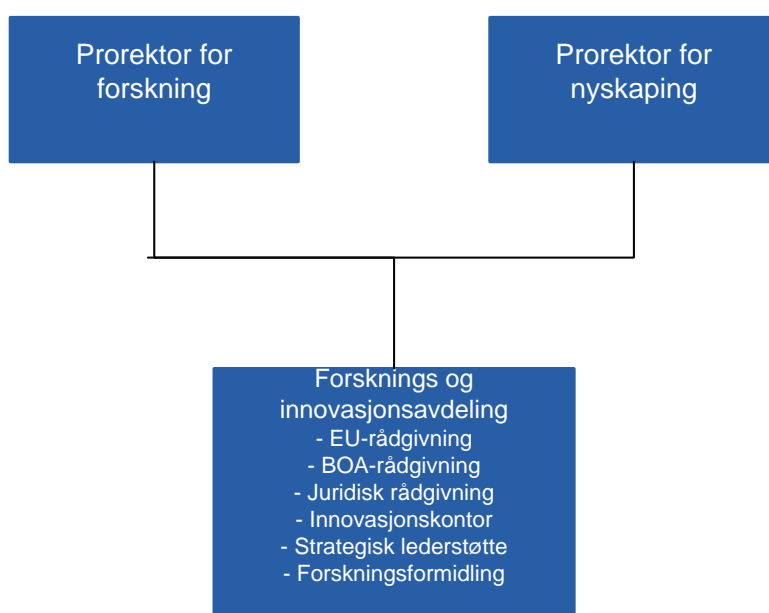 Prorektor for
forskning
Prorektor for
nyskaping
Forsknings og
innovasjonsavdeling
- EU-rådgivning
- BOA-rådgivning
- Juridisk rådgivning
- Innovasjonskontor
- Strategisk lederstøtte
- Forskningsformidling